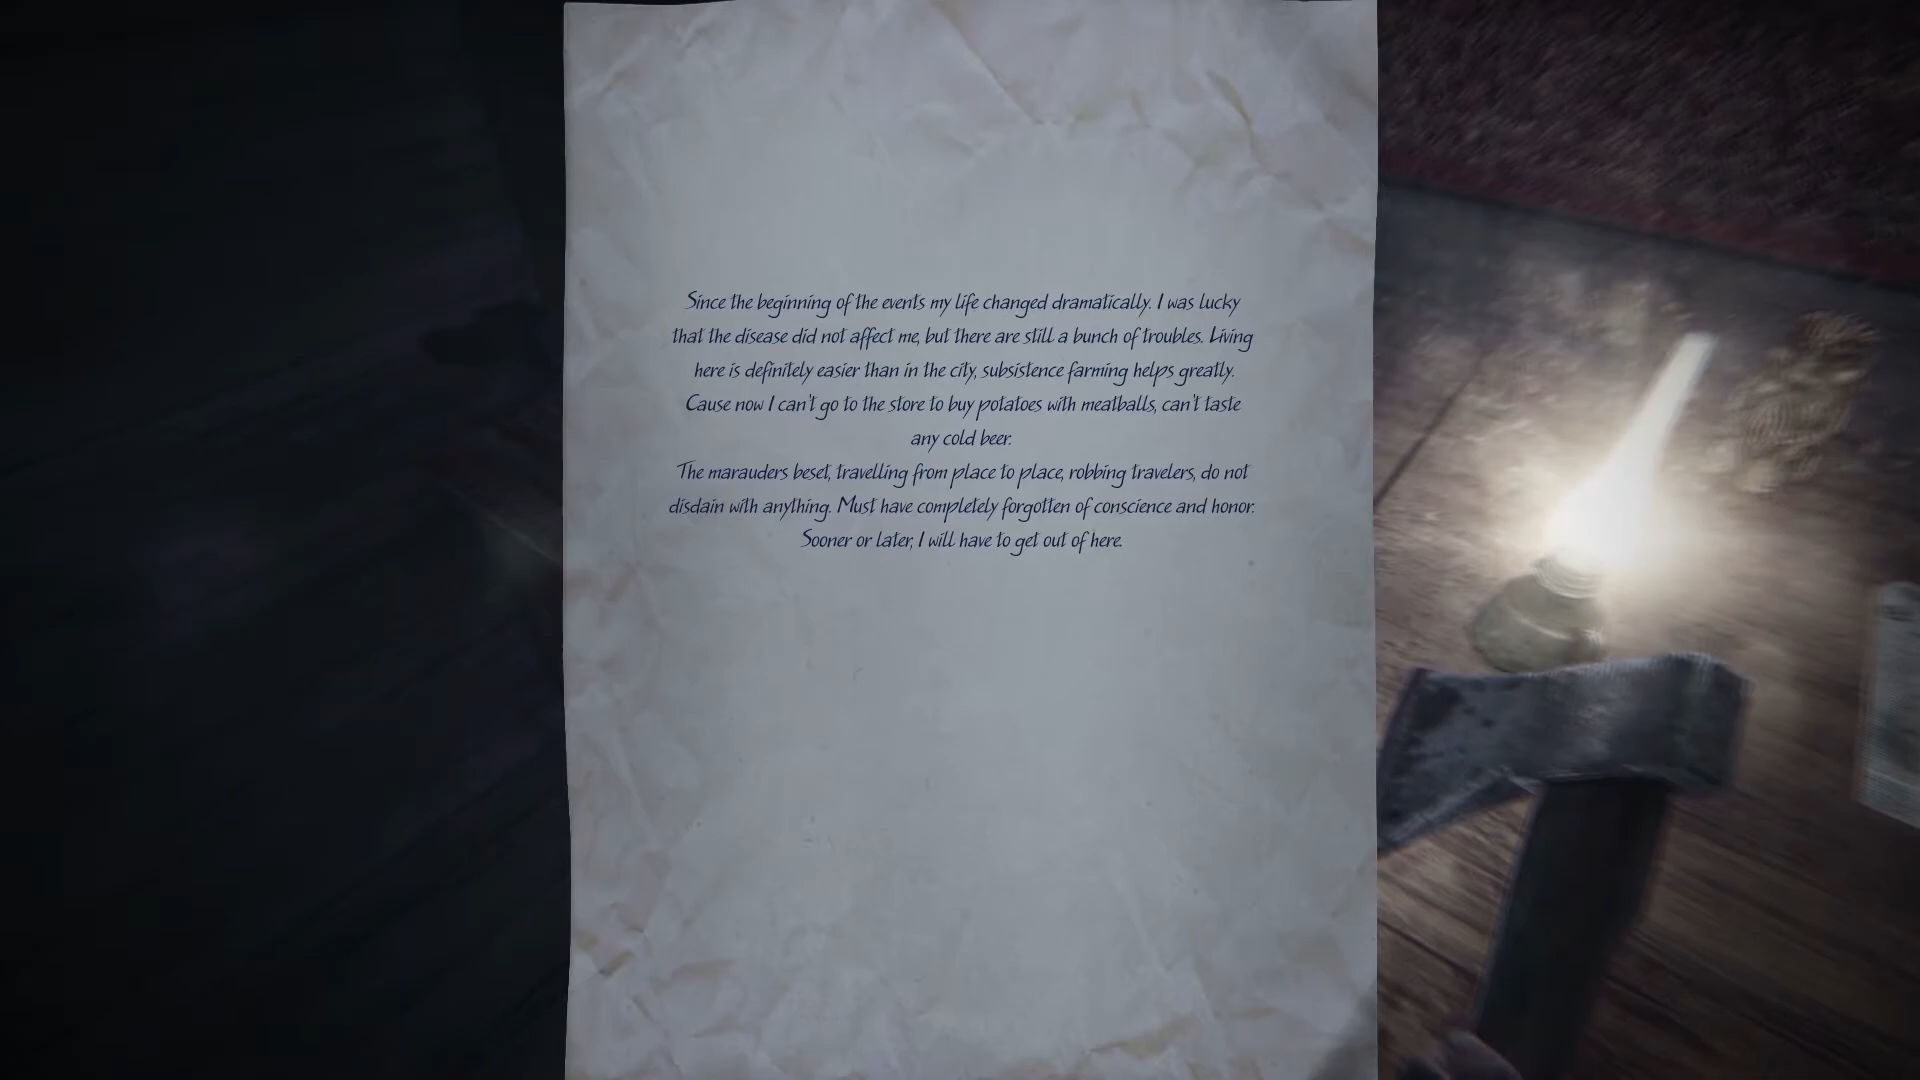 Since the beginning of the events my life changed dramatically. I was lucky
that the disease did not affect me, but there are still a bunch of troubles. Living
here is definitely easier than in the city, subsistence farming helps greatly.
Cause now I can't go to the store to buy potatoes with meatballs, can't taste
any cold beer.
The marauders beset, travelling from place to place, robbing travelers, do not
disdain with anything. Must have completely forgotten of conscience and honor.
Sooner or later, I will have to get out of here.